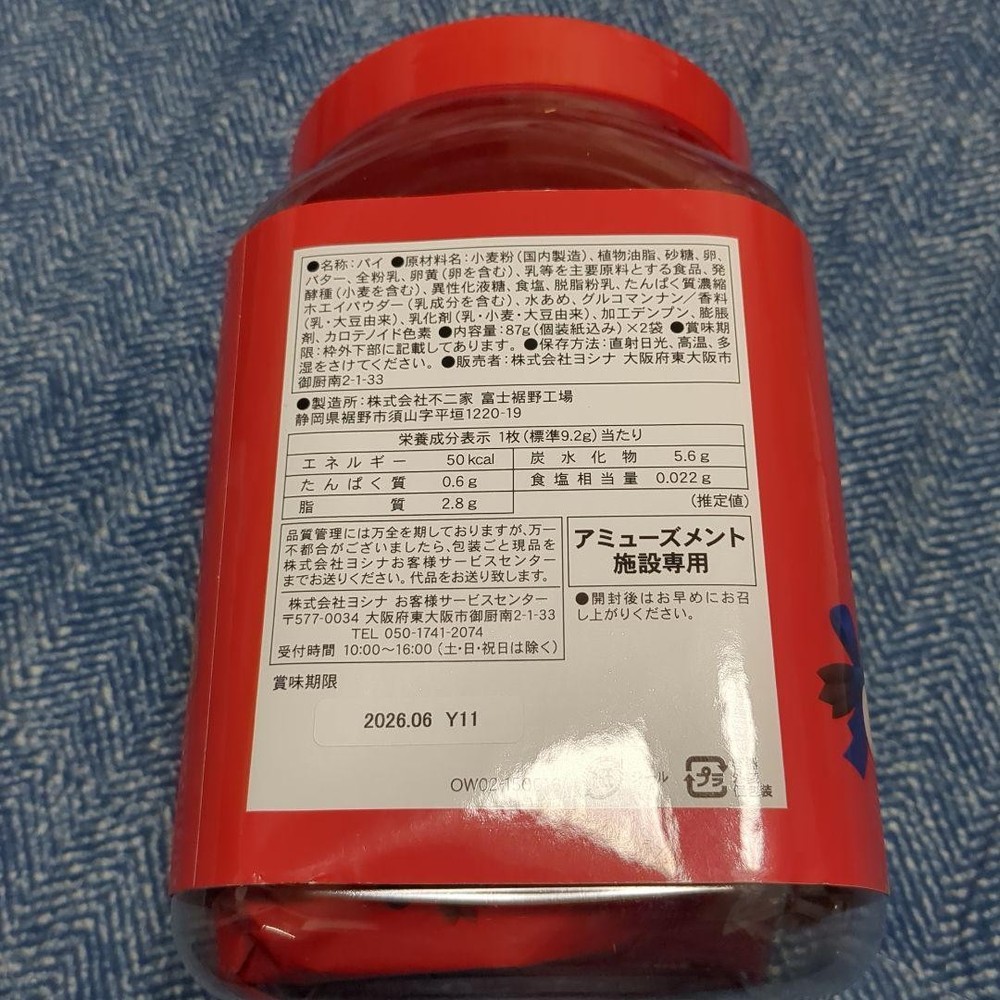 ●名称：パイ ●原材料名：小麦粉（国内製造）、植物油脂、砂糖、卵、
バター、全粉乳、卵黄（卵を含む）、乳等を主要原料とする食品、発
酵種（小麦を含む）、異性化液糖、食塩、脱脂粉乳、たんぱく質濃縮
ホエイパウダー（乳成分を含む）、水あめ、グルコマンナン／香料
（乳・大豆由来）、乳化剤（乳・小麦・大豆由来）、加工デンプン、膨脹
剤、カロテノイド色素 ●内容量：87g（個装紙込み）×2袋 ●賞味期
限：枠外下部に記載してあります。 ●保存方法：直射日光、高温、多
湿をさけてください。 ●販売者：株式会社ヨシナ 大阪府東大阪市
御厨南2-1-33
●製造所：株式会社不二家 富士裾野工場
静岡県裾野市須山字平垣1220-19
栄養成分表示 1枚（標準9.2g）当たり
エネルギー 50kcal 炭水化物 5.6g
たんぱく質 0.6g 食塩相当量 0.022g
脂質 2.8g （推定値）
品質管理には万全を期しておりますが、万一
不都合がございましたら、包装ごと現品を
株式会社ヨシナお客様サービスセンター
までお送りください。代品をお送り致します。
株式会社ヨシナ お客様サービスセンター
〒577-0034 大阪府東大阪市御厨南2-1-33
TEL 050-1741-2074
受付時間 10:00〜16:00（土・日・祝日は除く）
アミューズメント
施設専用
●開封後はお早めにお召
し上がりください。
賞味期限
2026.06 Y11
プラ